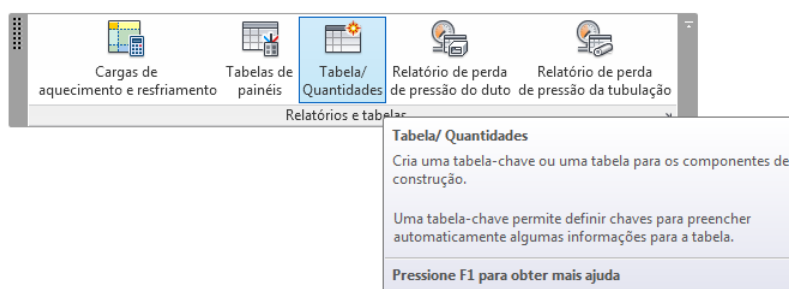 Cargas de
aquecimento e resfriamento
Tabelas de
painéis
Tabela/
Quantidades
Relatório de perda
de pressão do duto
Relatório de perda
de pressão da tubulação
Relatórios e tabelas
Tabela/ Quantidades
Cria uma tabela-chave ou uma tabela para os componentes de
construção.
Uma tabela-chave permite definir chaves para preencher
automaticamente algumas informações para a tabela.
Pressione F1 para obter mais ajuda